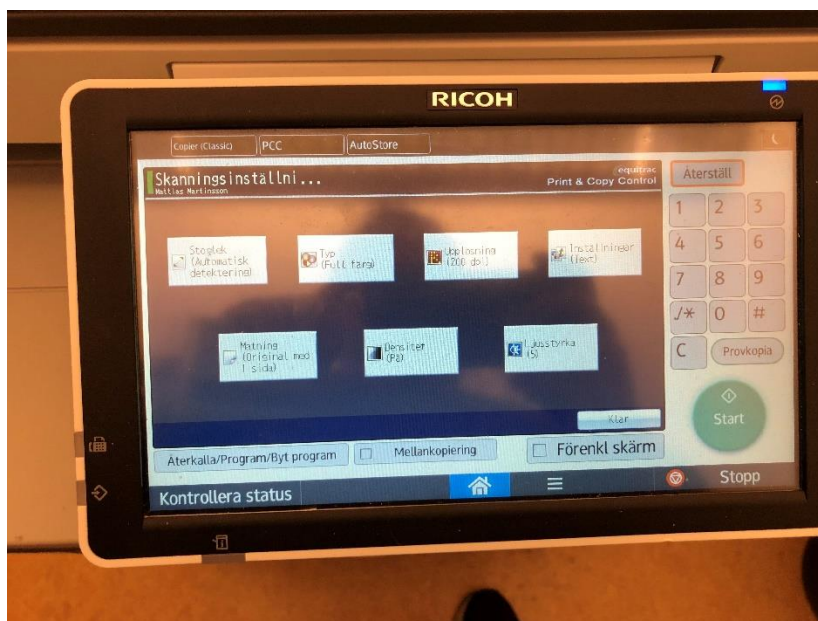 RICOH
Copier (Classic)
PCC
AutoStore
Skanningsinställni...
Mattias Martinsson
equitrac
Print & Copy Control
Återställ
Storlek
(Automatisk
detektering)
Typ
(Full färg)
Upplösning
(200 dpi)
Inställningar
(Text)
Matning
(Original med
1 sida)
Densitet
(På)
Ljusstyrka
(5)
Klar
1 2 3
4 5 6
7 8 9
./* 0 #
C
Provkopia
Start
Återkalla/Program/Byt program
Mellankopiering
Förenkl skärm
Kontrollera status
Stopp